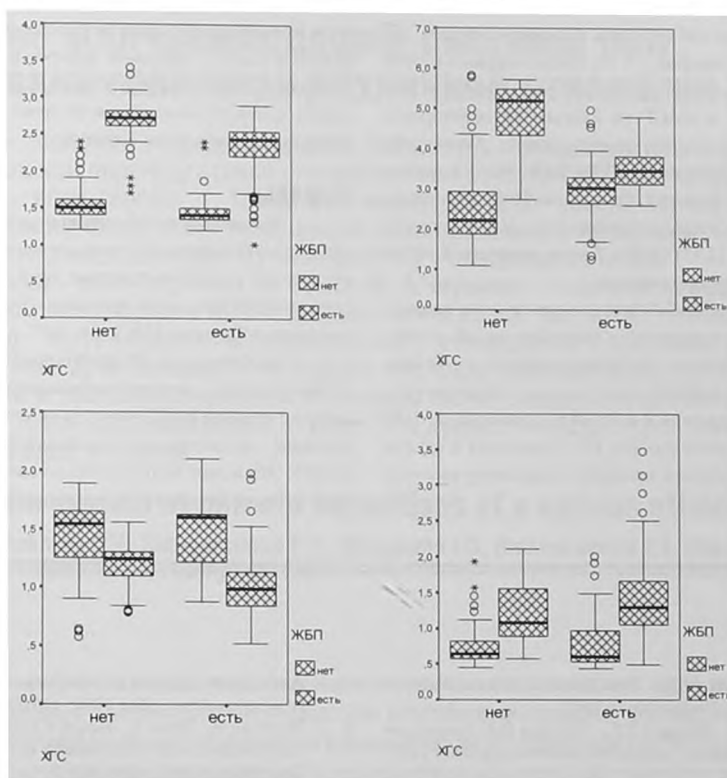 4.0
3.5
3.0
2.5
2.0
1.5
1.0
.5
0.0
ЖБП
нет
есть
нет есть
ХГС
7.0
6.0
5.0
4.0
3.0
2.0
1.0
0.0
ЖБП
нет
есть
нет есть
ХГС
2,5
2,0
1,5
1,0
,5
0,0
ЖБП
нет
есть
нет есть
ХГС
4,0
3,5
3,0
2,5
2,0
1,5
1,0
,5
0,0
ЖБП
нет
есть
нет есть
ХГС